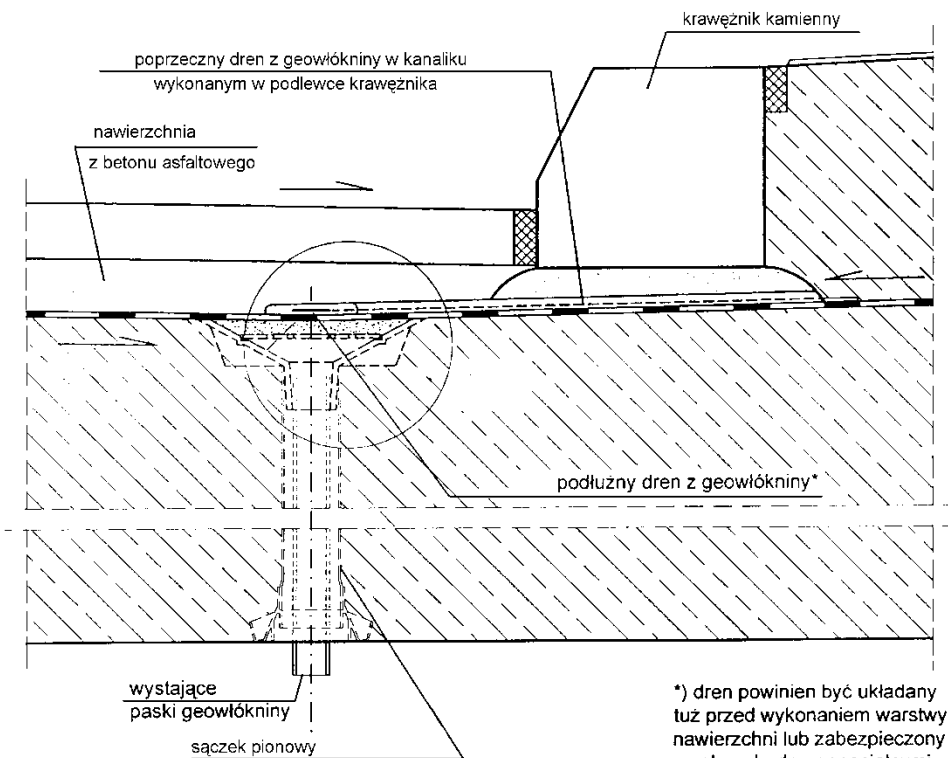 krawężnik kamienny
poprzeczny dren z geowłókniny w kanaliku
wykonanym w podlewce krawężnika
nawierzchnia
z betonu asfaltowego
podłużny dren z geowłókniny*
wystające
paski geowłókniny
sączek pionowy
*) dren powinien być układany
tuż przed wykonaniem warstwy
nawierzchni lub zabezpieczony